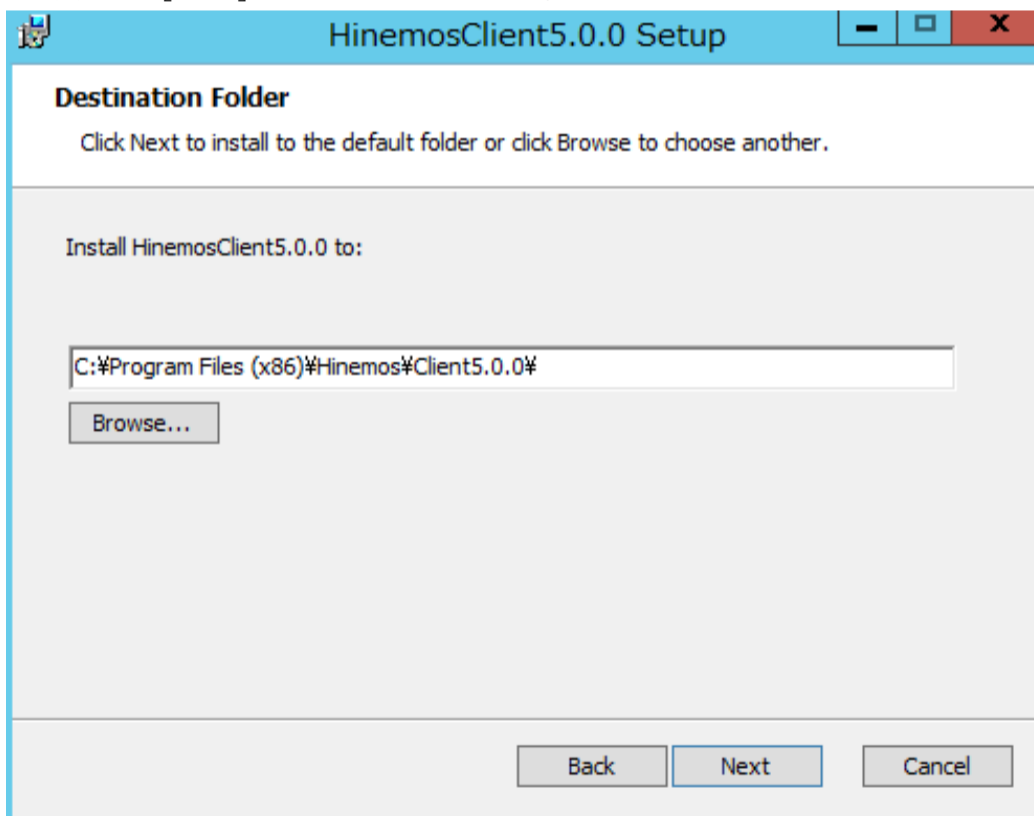 HinemosClient5.0.0 Setup
Destination Folder
Click Next to install to the default folder or click Browse to choose another.
Install HinemosClient5.0.0 to:
C:¥Program Files (x86)¥Hinemos¥Client5.0.0¥
Browse...
Back Next Cancel